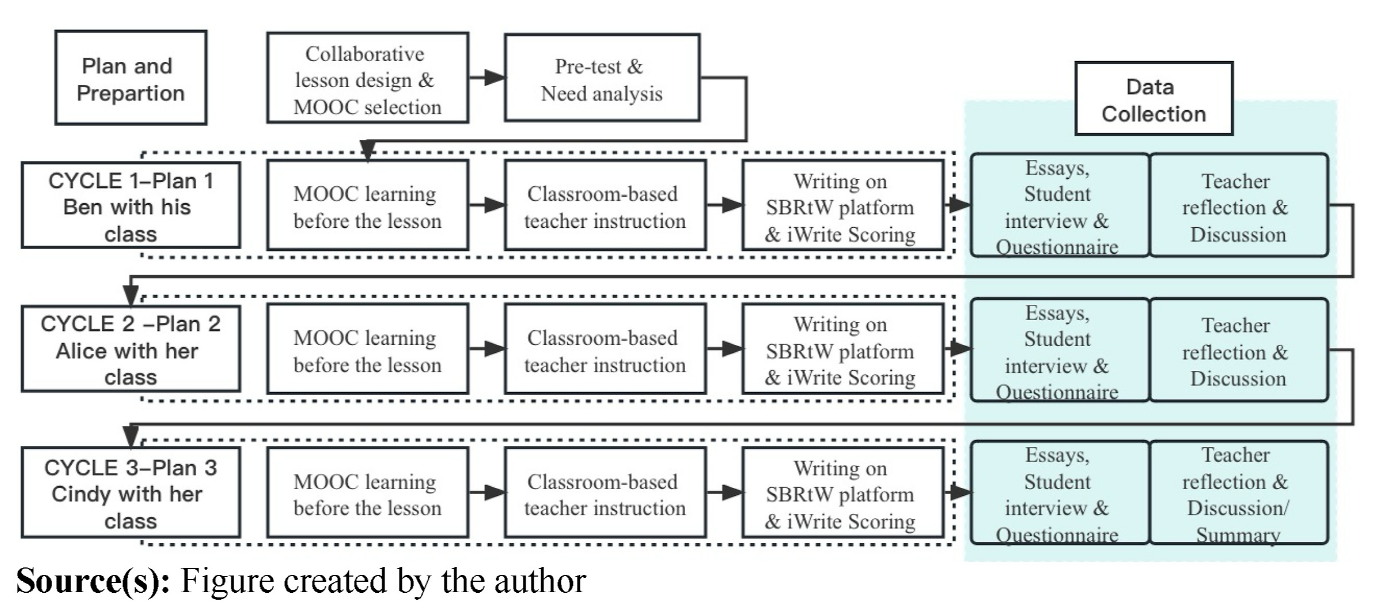 Plan and
Prepartion
Collaborative
lesson design &
MOOC selection
Pre-test &
Need analysis
Data
Collection
CYCLE 1–Plan 1
Ben with his
class
MOOC learning
before the lesson
Classroom-based
teacher instruction
Writing on
SBRtW platform
& iWrite Scoring
Essays,
Student
interview &
Questionnaire
Teacher
reflection &
Discussion
CYCLE 2 –Plan 2
Alice with her
class
MOOC learning
before the lesson
Classroom-based
teacher instruction
Writing on
SBRtW platform
& iWrite Scoring
Essays,
Student
interview &
Questionnaire
Teacher
reflection &
Discussion
CYCLE 3–Plan 3
Cindy with her
class
MOOC learning
before the lesson
Classroom-based
teacher instruction
Writing on
SBRtW platform
& iWrite Scoring
Essays,
Student
interview &
Questionnaire
Teacher
reflection &
Discussion/
Summary
Source(s): Figure created by the author